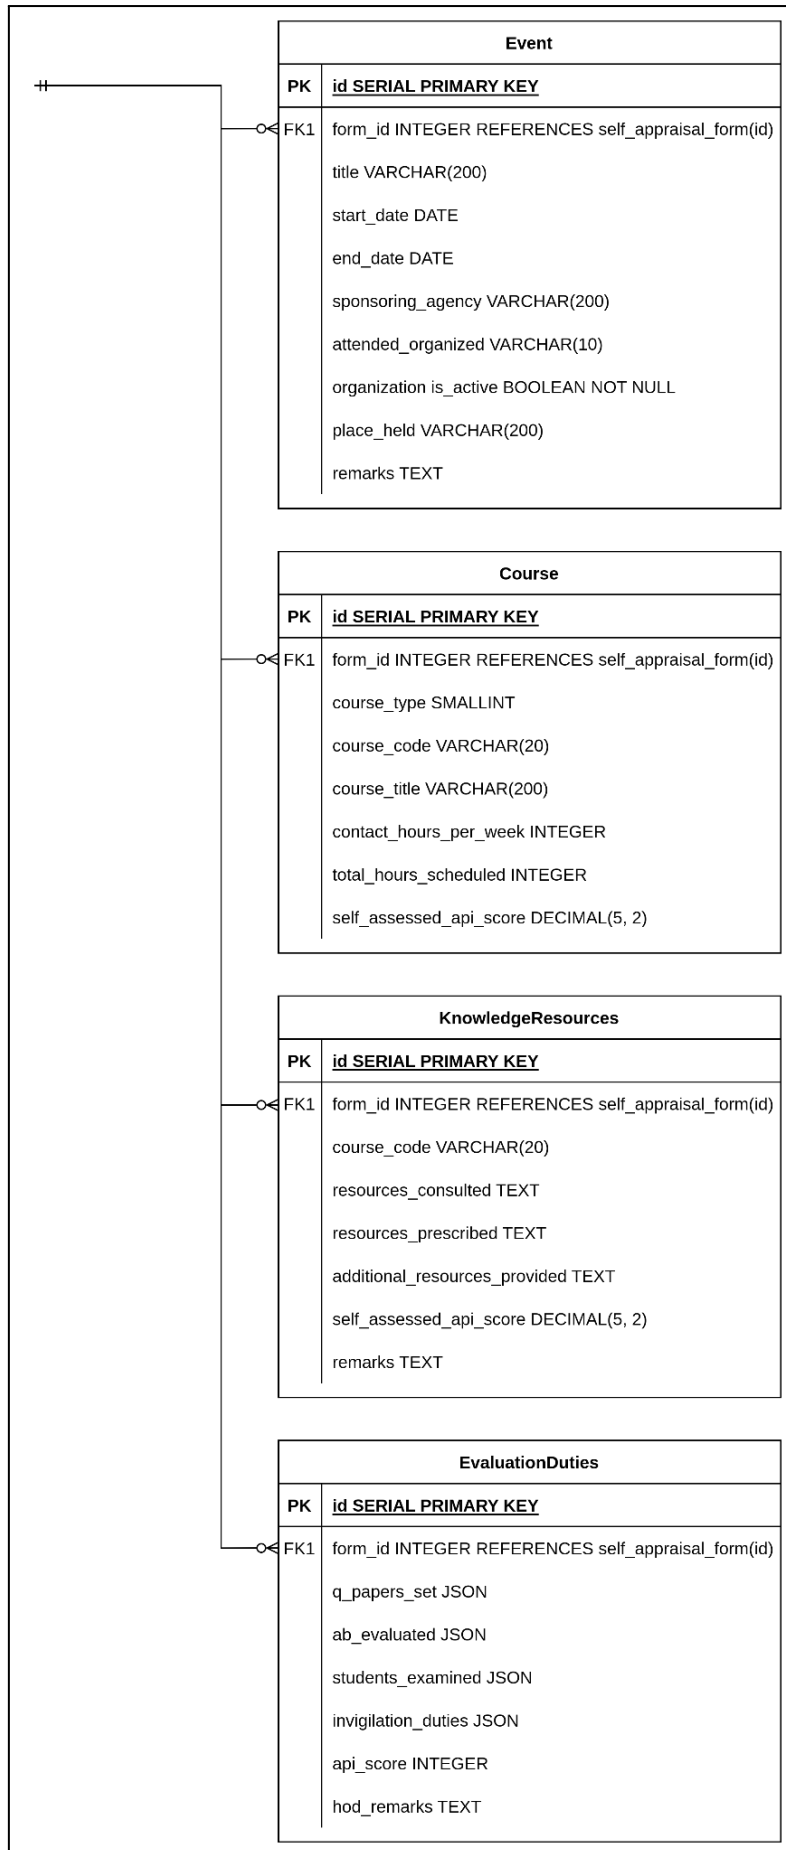 Event
PK id SERIAL PRIMARY KEY
FK1 form_id INTEGER REFERENCES self_appraisal_form(id)
title VARCHAR(200)
start_date DATE
end_date DATE
sponsoring_agency VARCHAR(200)
attended_organized VARCHAR(10)
organization is_active BOOLEAN NOT NULL
place_held VARCHAR(200)
remarks TEXT
Course
PK id SERIAL PRIMARY KEY
FK1 form_id INTEGER REFERENCES self_appraisal_form(id)
course_type SMALLINT
course_code VARCHAR(20)
course_title VARCHAR(200)
contact_hours_per_week INTEGER
total_hours_scheduled INTEGER
self_assessed_api_score DECIMAL(5, 2)
KnowledgeResources
PK id SERIAL PRIMARY KEY
FK1 form_id INTEGER REFERENCES self_appraisal_form(id)
course_code VARCHAR(20)
resources_consulted TEXT
resources_prescribed TEXT
additional_resources_provided TEXT
self_assessed_api_score DECIMAL(5, 2)
remarks TEXT
EvaluationDuties
PK id SERIAL PRIMARY KEY
FK1 form_id INTEGER REFERENCES self_appraisal_form(id)
q_papers_set JSON
ab_evaluated JSON
students_examined JSON
invigilation_duties JSON
api_score INTEGER
hod_remarks TEXT